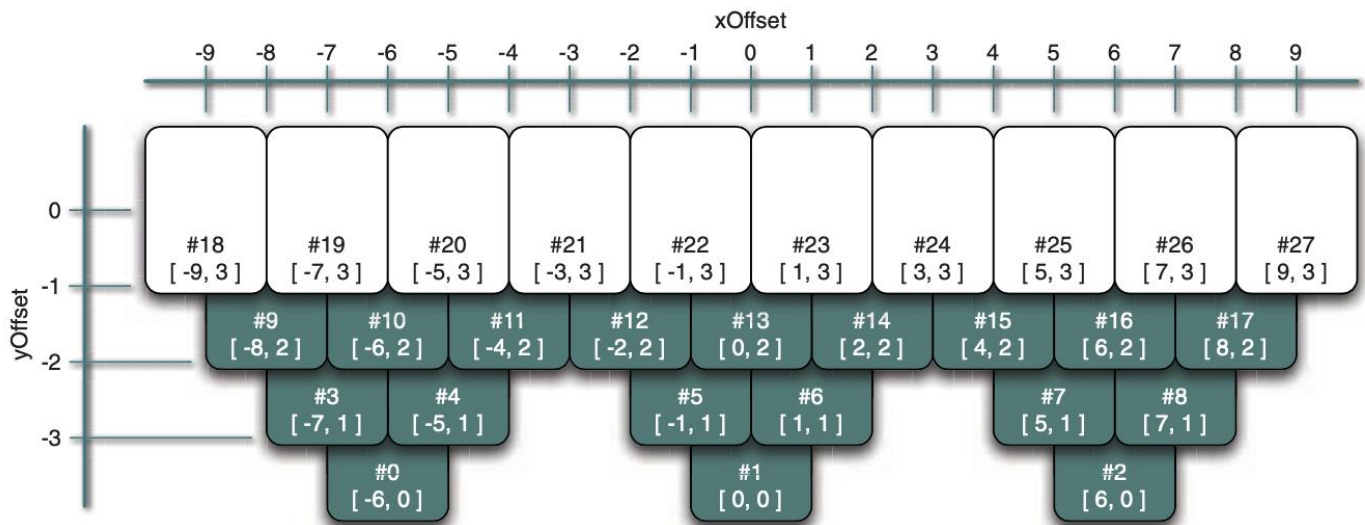 xOffset
-9 -8 -7 -6 -5 -4 -3 -2 -1 0 1 2 3 4 5 6 7 8 9
yOffset
0
-1
-2
-3
#18 #19 #20 #21 #22 #23 #24 #25 #26 #27
[ -9, 3 ] [ -7, 3 ] [ -5, 3 ] [ -3, 3 ] [ -1, 3 ] [ 1, 3 ] [ 3, 3 ] [ 5, 3 ] [ 7, 3 ] [ 9, 3 ]
#9 #10 #11 #12 #13 #14 #15 #16 #17
[ -8, 2 ] [ -6, 2 ] [ -4, 2 ] [ -2, 2 ] [ 0, 2 ] [ 2, 2 ] [ 4, 2 ] [ 6, 2 ] [ 8, 2 ]
#3 #4 #5 #6 #7 #8
[ -7, 1 ] [ -5, 1 ] [ -1, 1 ] [ 1, 1 ] [ 5, 1 ] [ 7, 1 ]
#0 #1 #2
[ -6, 0 ] [ 0, 0 ] [ 6, 0 ]